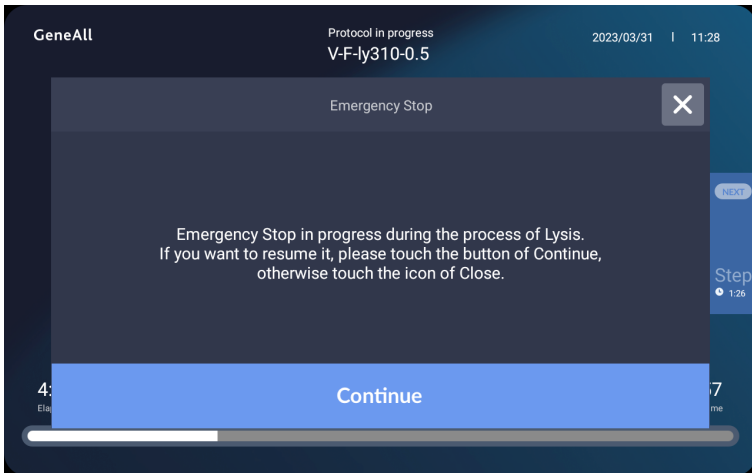 GeneAll
Protocol in progress
V-F-ly310-0.5
2023/03/31 | 11:28
Emergency Stop
Emergency Stop in progress during the process of Lysis.
If you want to resume it, please touch the button of Continue,
otherwise touch the icon of Close.
NEXT
Step
1:26
Continue